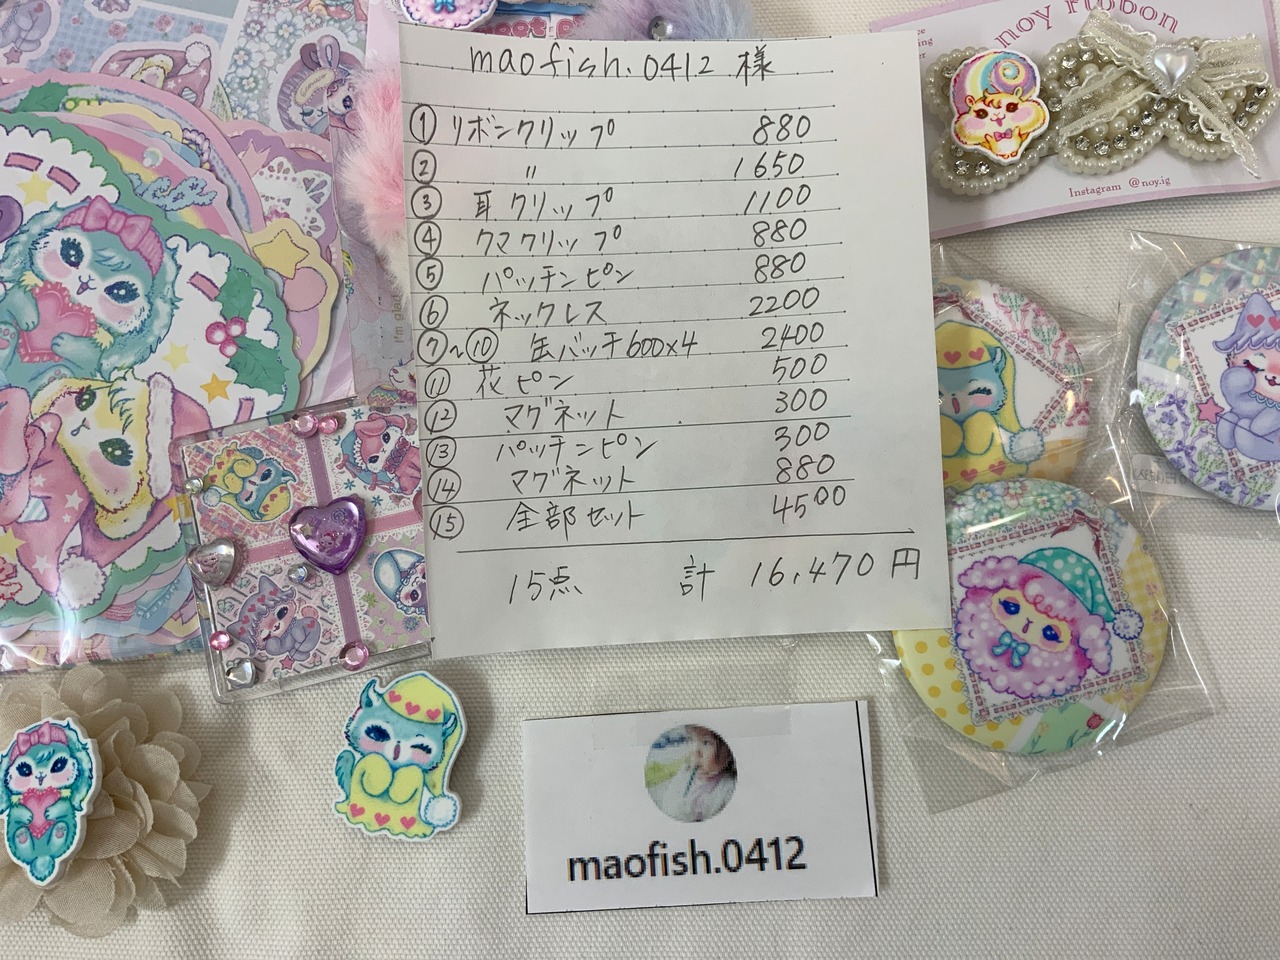 noy ribbon
Instagram @noy.ig
maofish.0412 様
① リボンクリップ 880
② 〃 1650
③ 耳クリップ 1100
④ クマクリップ 880
⑤ パッチンピン 880
⑥ ネックレス 2200
⑦~⑩ 缶バッチ600×4 2400
⑪ 花ピン 500
⑫ マグネット 300
⑬ パッチンピン 300
⑭ マグネット 880
⑮ 全部セット 4500
15点 計 16,470円
maofish.0412